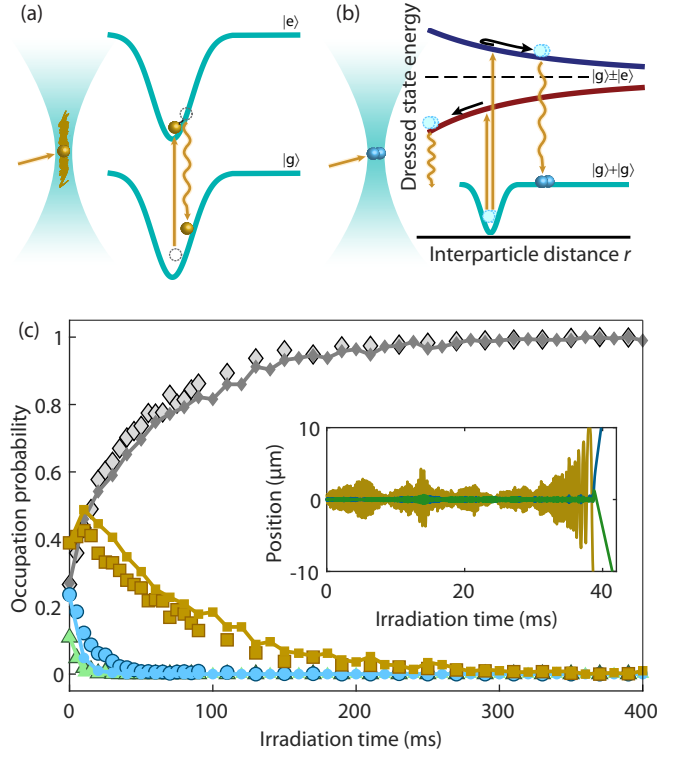 (a)
|e⟩
|g⟩
(b)
Dressed state energy
|g⟩±|e⟩
|g⟩+|g⟩
Interparticle distance r
(c)
Occupation probability
1
0.8
0.6
0.4
0.2
0
0
100
200
300
400
Irradiation time (ms)
Position (μm)
10
0
-10
0
20
40
Irradiation time (ms)